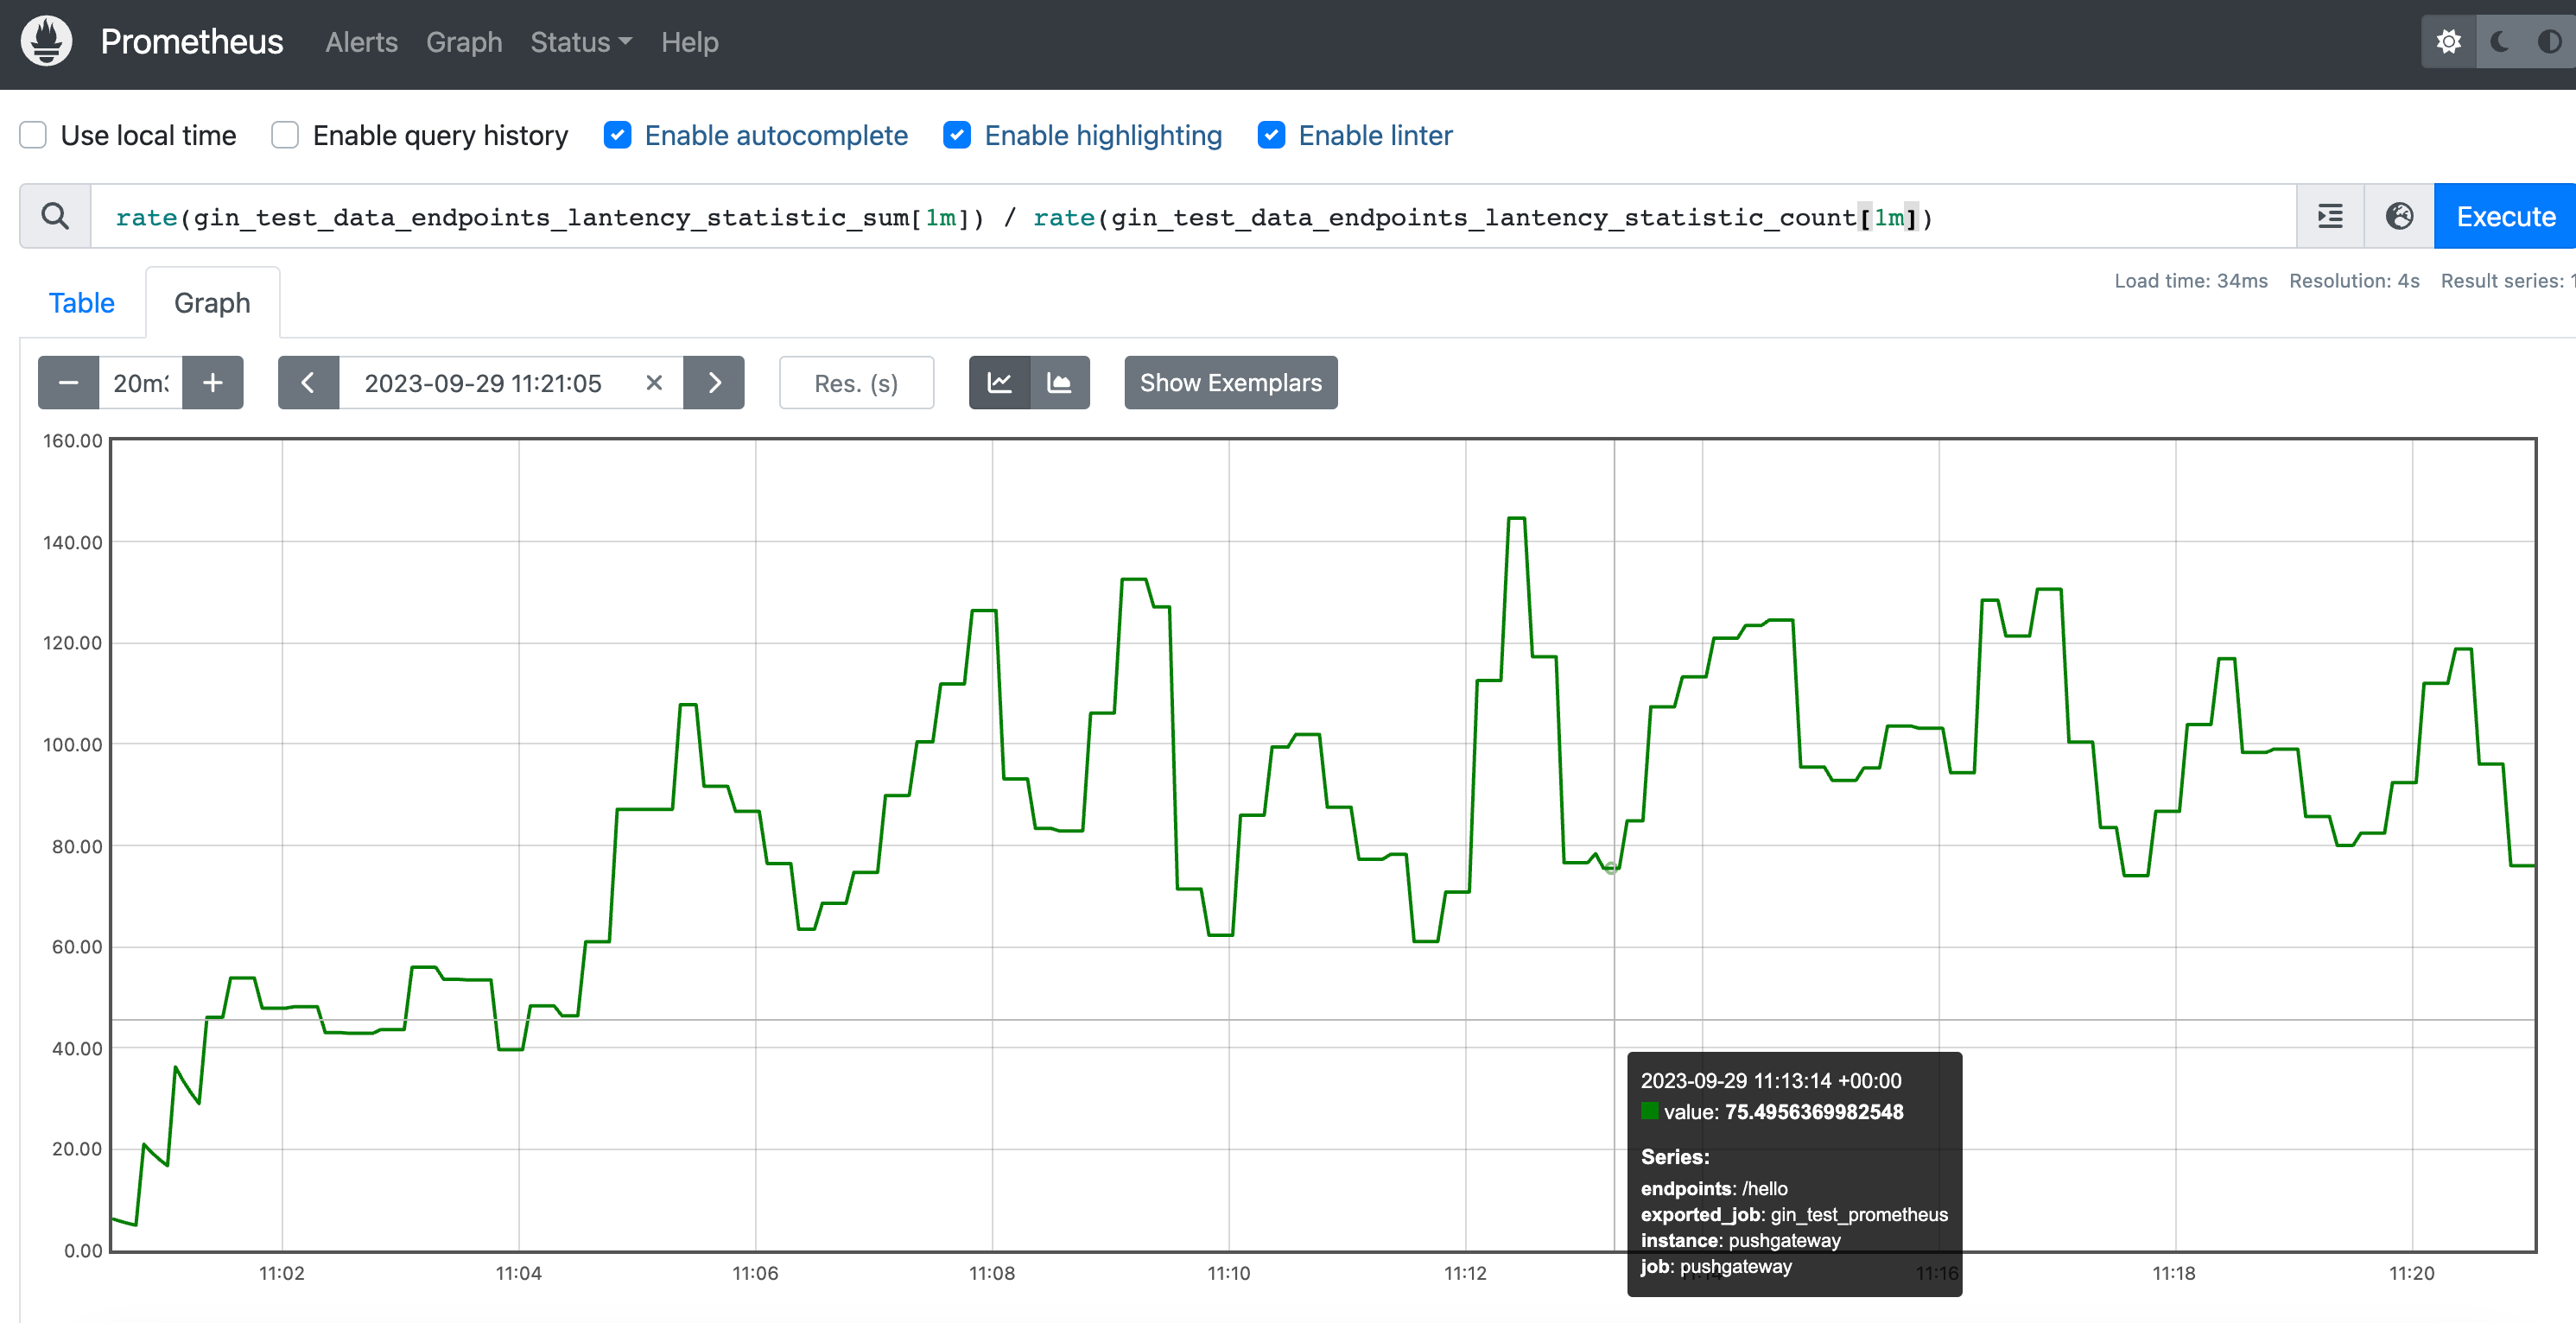 Prometheus Alerts Graph Status Help
Use local time Enable query history Enable autocomplete Enable highlighting Enable linter
rate(gin_test_data_endpoints_lantency_statistic_sum[1m]) / rate(gin_test_data_endpoints_lantency_statistic_count[1m])
Execute
Table Graph
Load time: 34ms Resolution: 4s Result series:
20m
2023-09-29 11:21:05
Res. (s)
Show Exemplars
160.00
140.00
120.00
100.00
80.00
60.00
40.00
20.00
0.00
2023-09-29 11:13:14 +00:00
value: 75.4956369982548
Series:
endpoints: /hello
exported_job: gin_test_prometheus
instance: pushgateway
job: pushgateway
11:02 11:04 11:06 11:08 11:10 11:12 11:14 11:16 11:18 11:20